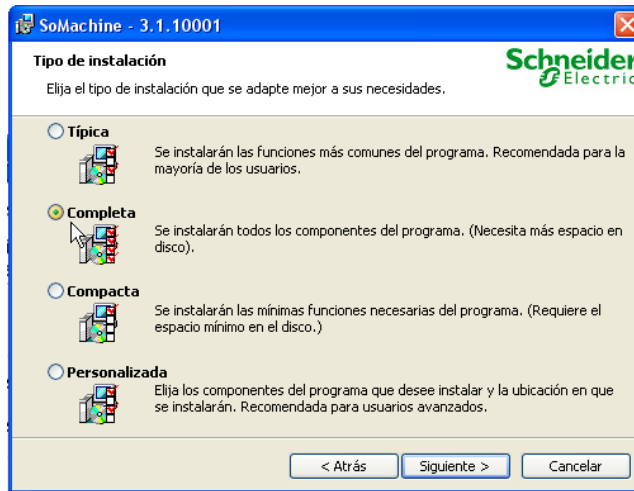 SoMachine - 3.1.10001
Tipo de instalación
Elija el tipo de instalación que se adapte mejor a sus necesidades.
Schneider
Electric
Típica
Se instalarán las funciones más comunes del programa. Recomendada para la
mayoría de los usuarios.
Completa
Se instalarán todos los componentes del programa. (Necesita más espacio en
disco).
Compacta
Se instalarán las mínimas funciones necesarias del programa. (Requiere el
espacio mínimo en el disco.)
Personalizada
Elija los componentes del programa que desee instalar y la ubicación en que
se instalarán. Recomendada para usuarios avanzados.
< Atrás
Siguiente >
Cancelar